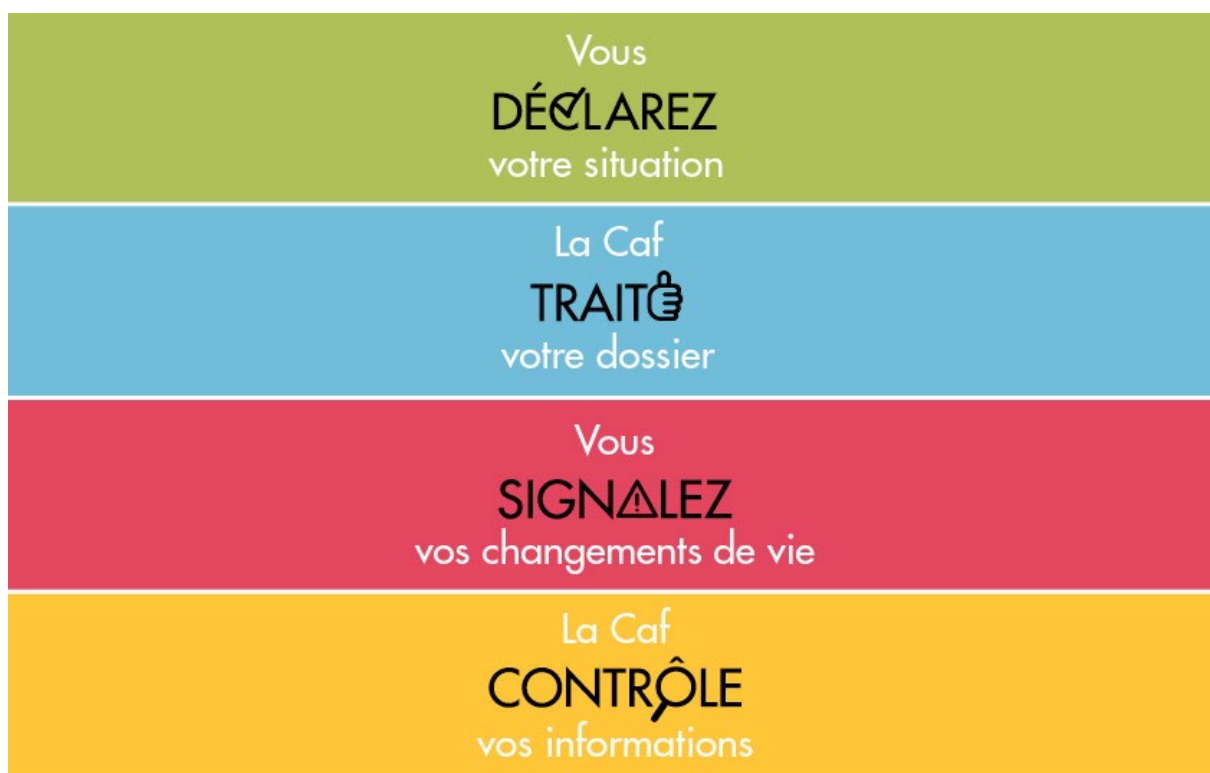 Vous
DÉCLAREZ
votre situation
La Caf
TRAITE
votre dossier
Vous
SIGNALEZ
vos changements de vie
La Caf
CONTRÔLE
vos informations